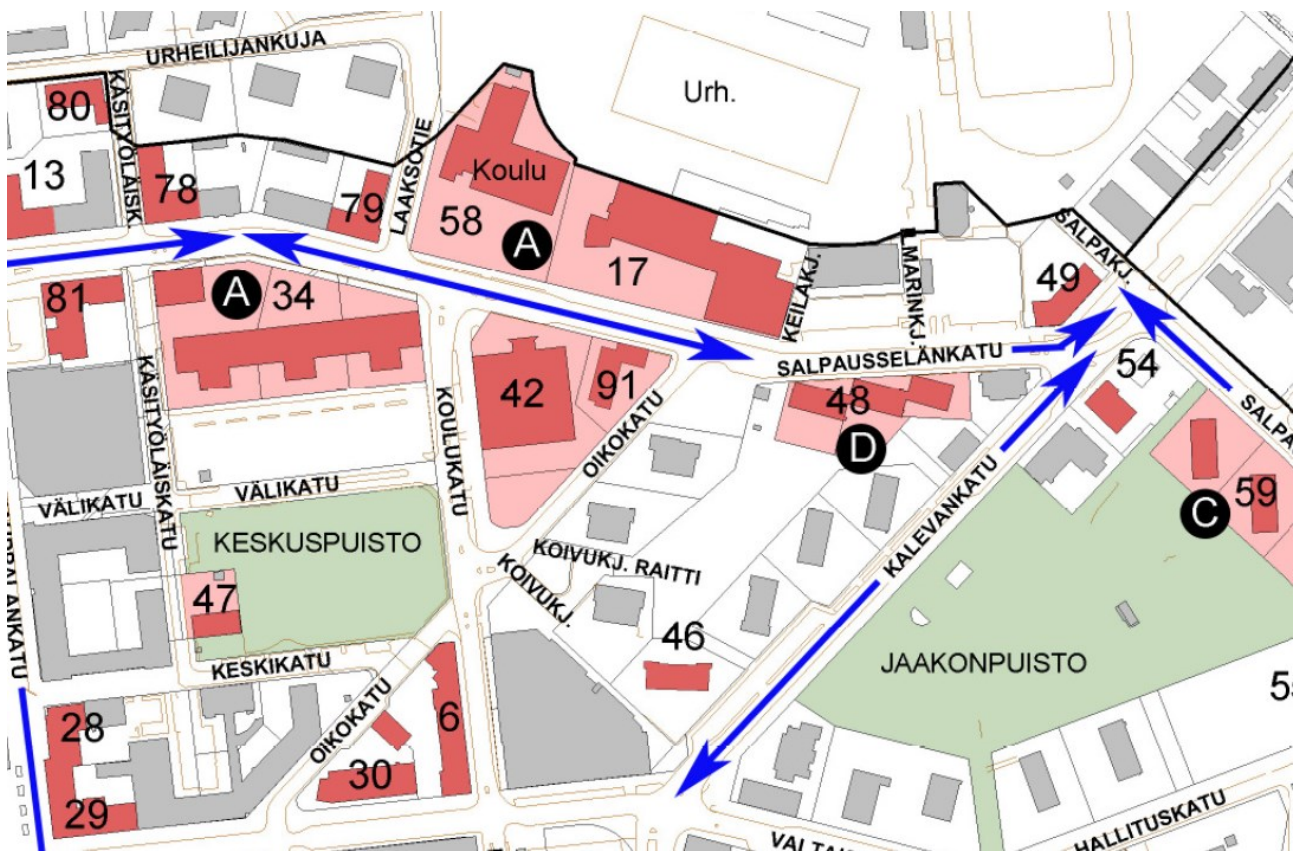 URHEILIJANKUJA
80
KÄSITYÖLÄISK.
Urh.
13
78
79
LAAKSOTIE
Koulu
58
A
17
KEILAKJ.
ILMARINKJ.
SALPAKJ.
49
81
A
34
SALPAUSSELÄNKATU
54
KÄSITYÖLÄISKATU
KOULUKATU
42
91
OIKOKATU
48
D
SALPA
C
59
VÄLIKATU
VÄLIKATU
KESKUSPUISTO
KALEVANKATU
KOIVUKJ. RAITTI
KOIVUKJ.
47
46
JAAKONPUISTO
KESKIKATU
28
OIKOKATU
6
30
29
HALLITUSKATU